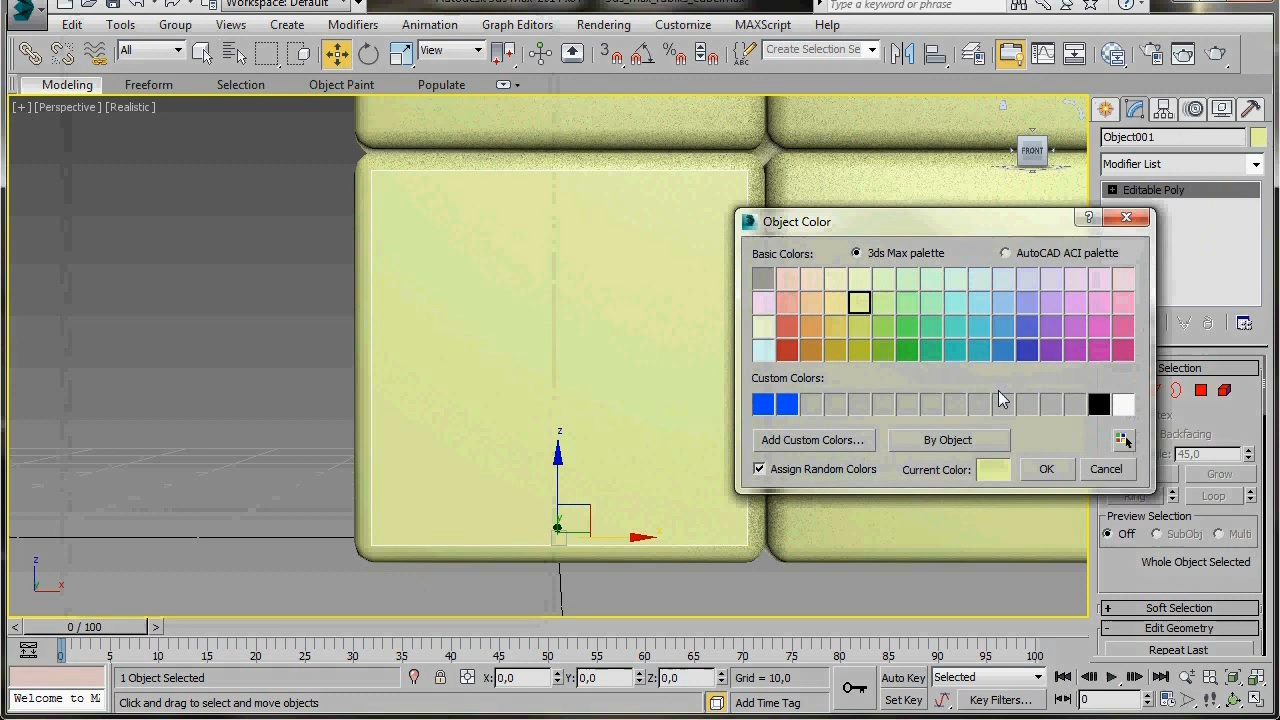 Workspace: Default
Type a keyword or phrase
Edit Tools Group Views Create Modifiers Animation Graph Editors Rendering Customize MAXScript Help
All View 3 Create Selection Se
Modeling Freeform Selection Object Paint Populate
[+] [Perspective] [Realistic]
FRONT
Object001
Modifier List
Editable Poly
Object Color
Basic Colors: 3ds Max palette AutoCAD ACI palette
Custom Colors:
Add Custom Colors... By Object
Assign Random Colors Current Color: OK Cancel
Selection
Backfacing
45,0
Grow
Ring Loop
Preview Selection
Off SubObj Multi
Whole Object Selected
Soft Selection
Edit Geometry
Repeat Last
z
x
z
y
x
< 0 / 100 >
0 5 10 15 20 25 30 35 40 45 50 55 60 65 70 75 80 85 90 95 100
1 Object Selected X: 0,0 Y: 0,0 Z: 0,0 Grid = 10,0 Auto Key Selected
Welcome to M
Click and drag to select and move objects Add Time Tag Set Key Key Filters... 0